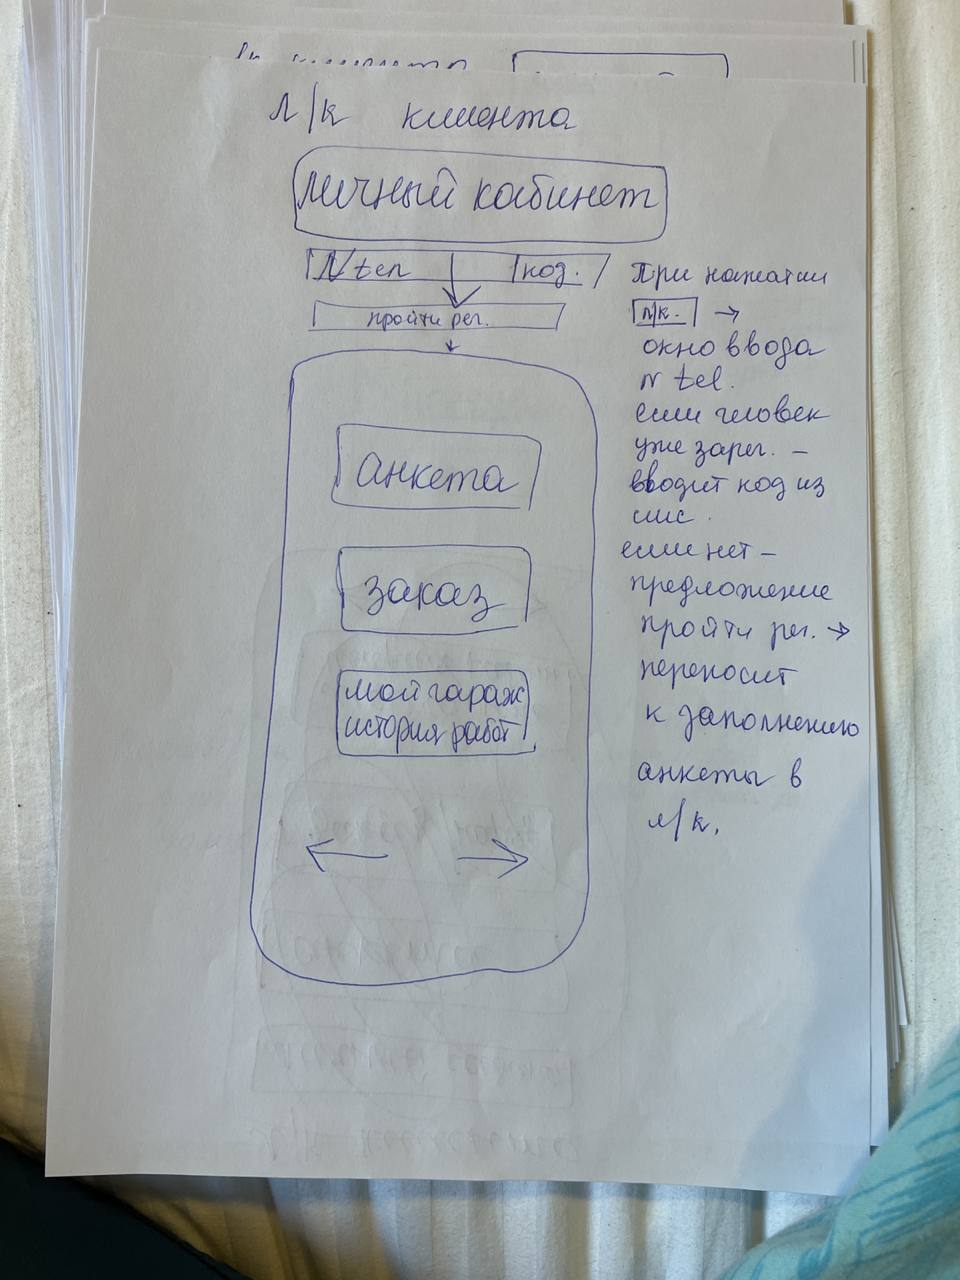 л/к клиента
личный кабинет
N tел код.
пройти рег.
анкета
заказ
мой гараж
история работ
При нажатии
л/к. →
окно ввода
N tel.
если человек
уже зарег. –
вводит код из
смс.
если нет –
предложение
пройти рег. →
переносит
к заполнению
анкеты в
л/к.